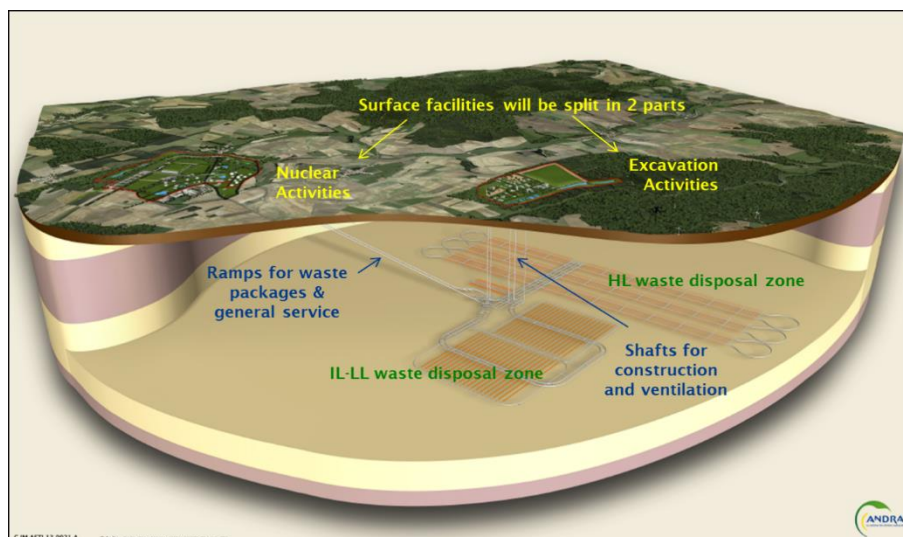 Surface facilities will be split in 2 parts
Nuclear
Activities
Excavation
Activities
Ramps for waste
packages &
general service
HL waste disposal zone
IL-LL waste disposal zone
Shafts for
construction
and ventilation
ANDRA